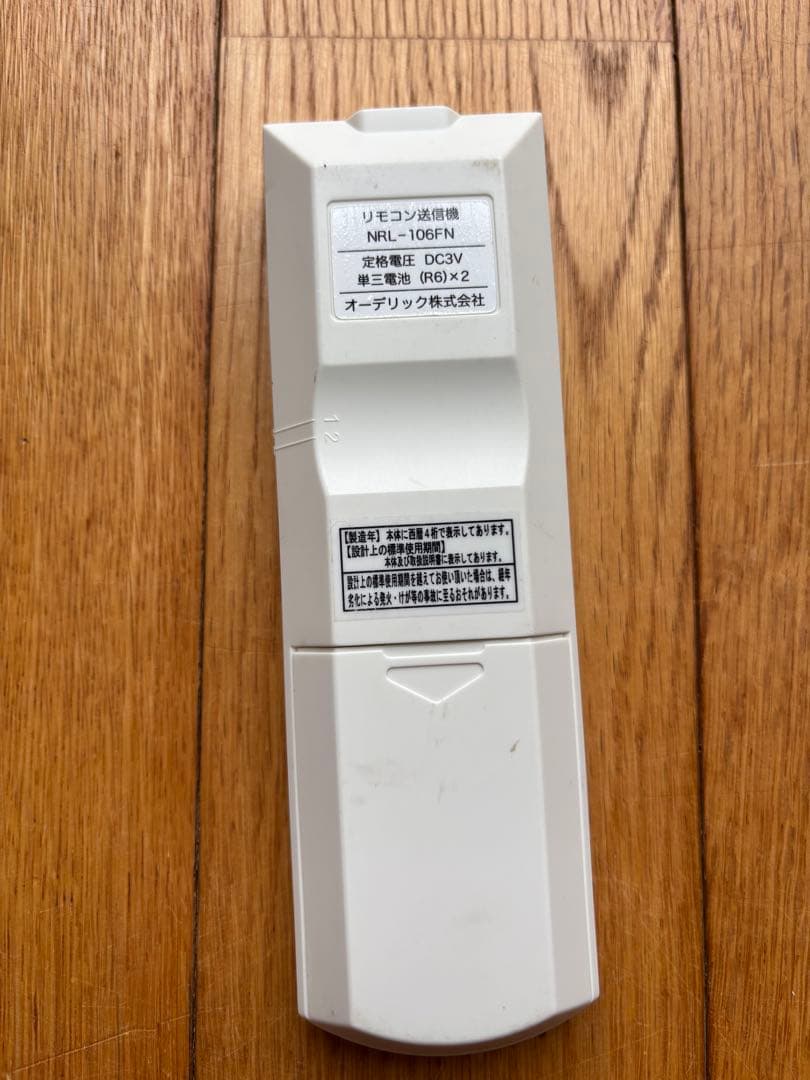 リモコン送信機
NRL-106FN
定格電圧 DC3V
単三電池 (R6)×2
オーデリック株式会社
1 2
【製造年】本体に西暦4桁で表示してあります。
【設計上の標準使用期間】
本体及び取扱説明書に表示してあります。
設計上の標準使用期間を越えてお使い頂いた場合は、経年
劣化による発火・けが等の事故に至るおそれがあります。